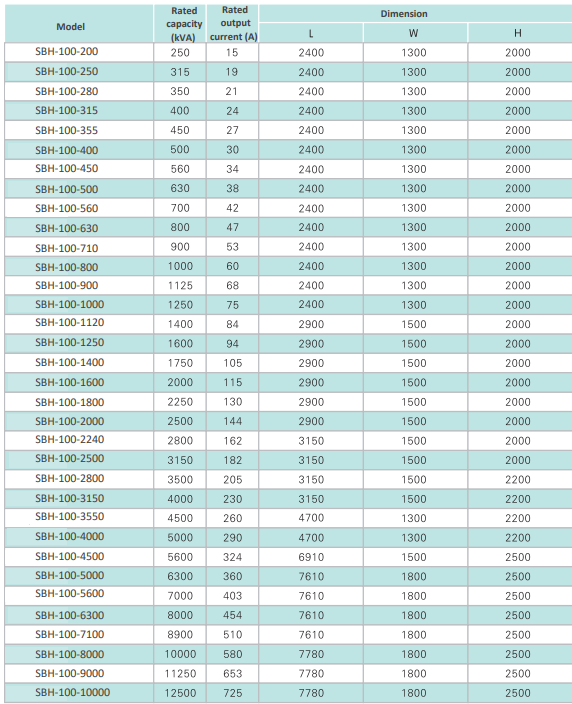 Model Rated capacity (kVA) Rated output current (A) Dimension
L W H
SBH-100-200 250 15 2400 1300 2000
SBH-100-250 315 19 2400 1300 2000
SBH-100-280 350 21 2400 1300 2000
SBH-100-315 400 24 2400 1300 2000
SBH-100-355 450 27 2400 1300 2000
SBH-100-400 500 30 2400 1300 2000
SBH-100-450 560 34 2400 1300 2000
SBH-100-500 630 38 2400 1300 2000
SBH-100-560 700 42 2400 1300 2000
SBH-100-630 800 47 2400 1300 2000
SBH-100-710 900 53 2400 1300 2000
SBH-100-800 1000 60 2400 1300 2000
SBH-100-900 1125 68 2400 1300 2000
SBH-100-1000 1250 75 2400 1300 2000
SBH-100-1120 1400 84 2900 1500 2000
SBH-100-1250 1600 94 2900 1500 2000
SBH-100-1400 1750 105 2900 1500 2000
SBH-100-1600 2000 115 2900 1500 2000
SBH-100-1800 2250 130 2900 1500 2000
SBH-100-2000 2500 144 2900 1500 2000
SBH-100-2240 2800 162 3150 1500 2000
SBH-100-2500 3150 182 3150 1500 2000
SBH-100-2800 3500 205 3150 1500 2200
SBH-100-3150 4000 230 3150 1500 2200
SBH-100-3550 4500 260 4700 1300 2200
SBH-100-4000 5000 290 4700 1300 2200
SBH-100-4500 5600 324 6910 1500 2500
SBH-100-5000 6300 360 7610 1800 2500
SBH-100-5600 7000 403 7610 1800 2500
SBH-100-6300 8000 454 7610 1800 2500
SBH-100-7100 8900 510 7610 1800 2500
SBH-100-8000 10000 580 7780 1800 2500
SBH-100-9000 11250 653 7780 1800 2500
SBH-100-10000 12500 725 7780 1800 2500